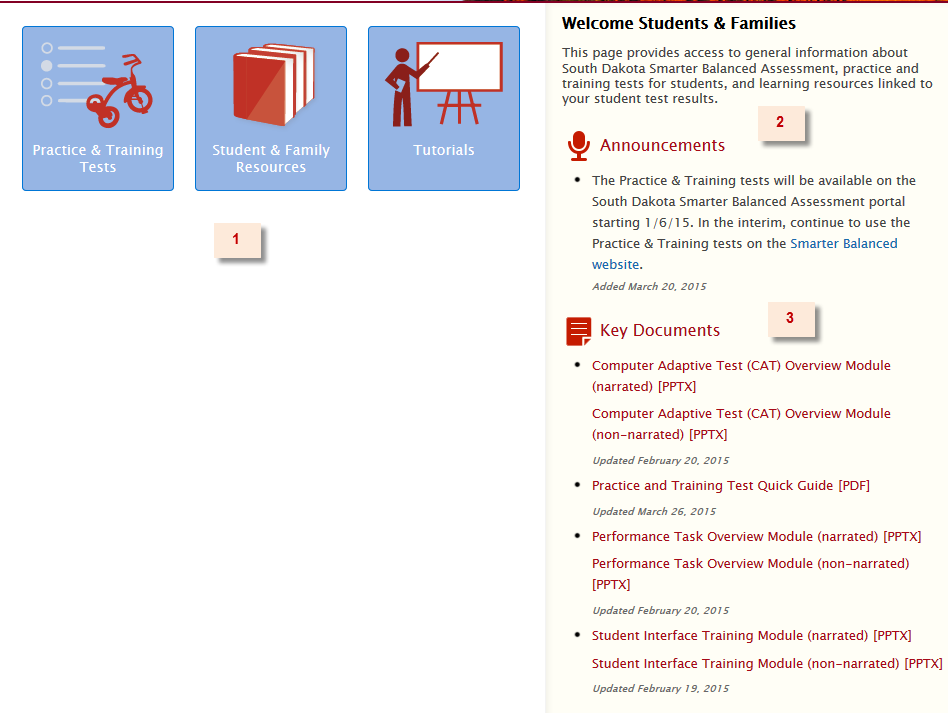 Practice & Training
Tests
Student & Family
Resources
Tutorials
1
Welcome Students & Families
This page provides access to general information about
South Dakota Smarter Balanced Assessment, practice and
training tests for students, and learning resources linked to
your student test results.
2
Announcements
• The Practice & Training tests will be available on the
South Dakota Smarter Balanced Assessment portal
starting 1/6/15. In the interim, continue to use the
Practice & Training tests on the Smarter Balanced
website.
Added March 20, 2015
3
Key Documents
• Computer Adaptive Test (CAT) Overview Module
(narrated) [PPTX]
Computer Adaptive Test (CAT) Overview Module
(non-narrated) [PPTX]
Updated February 20, 2015
• Practice and Training Test Quick Guide [PDF]
Updated March 26, 2015
• Performance Task Overview Module (narrated) [PPTX]
Performance Task Overview Module (non-narrated)
[PPTX]
Updated February 20, 2015
• Student Interface Training Module (narrated) [PPTX]
Student Interface Training Module (non-narrated) [PPTX]
Updated February 19, 2015